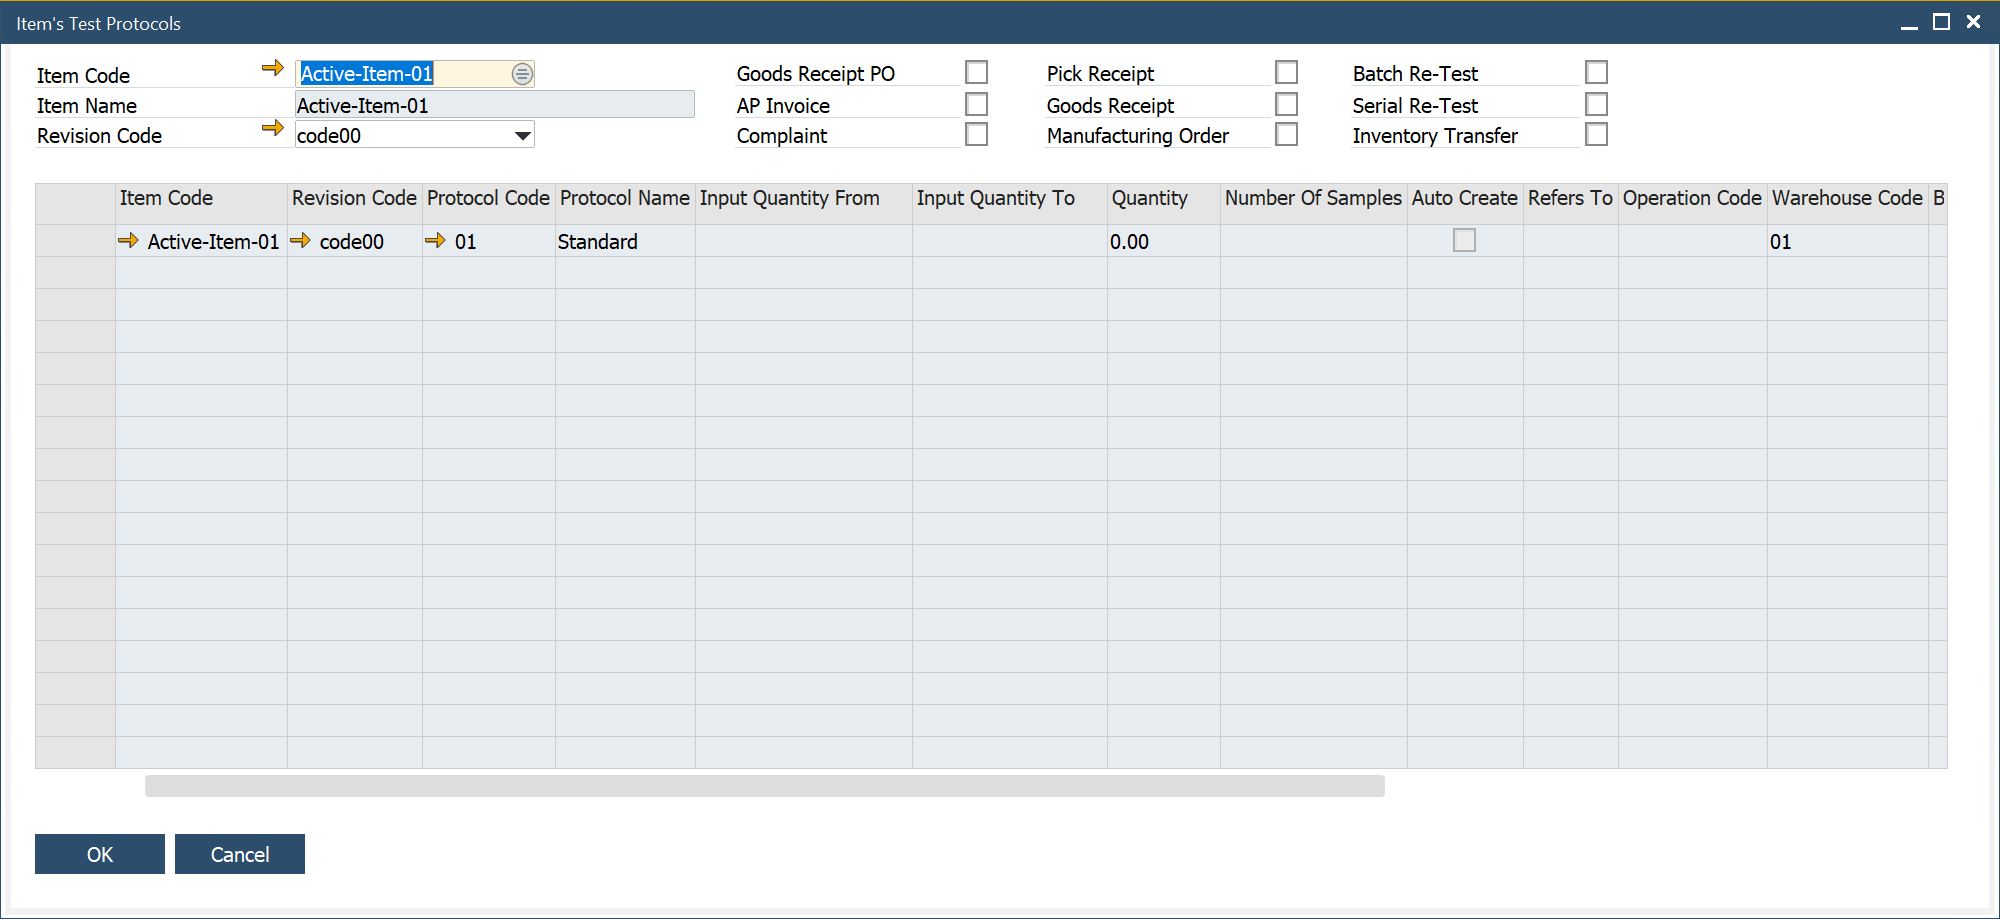 Item's Test Protocols
Item Code Active-Item-01 Goods Receipt PO Pick Receipt Batch Re-Test
Item Name Active-Item-01 AP Invoice Goods Receipt Serial Re-Test
Revision Code code00 Complaint Manufacturing Order Inventory Transfer
Item Code Revision Code Protocol Code Protocol Name Input Quantity From Input Quantity To Quantity Number Of Samples Auto Create Refers To Operation Code Warehouse Code B
Active-Item-01 code00 01 Standard 0.00 01
OK Cancel